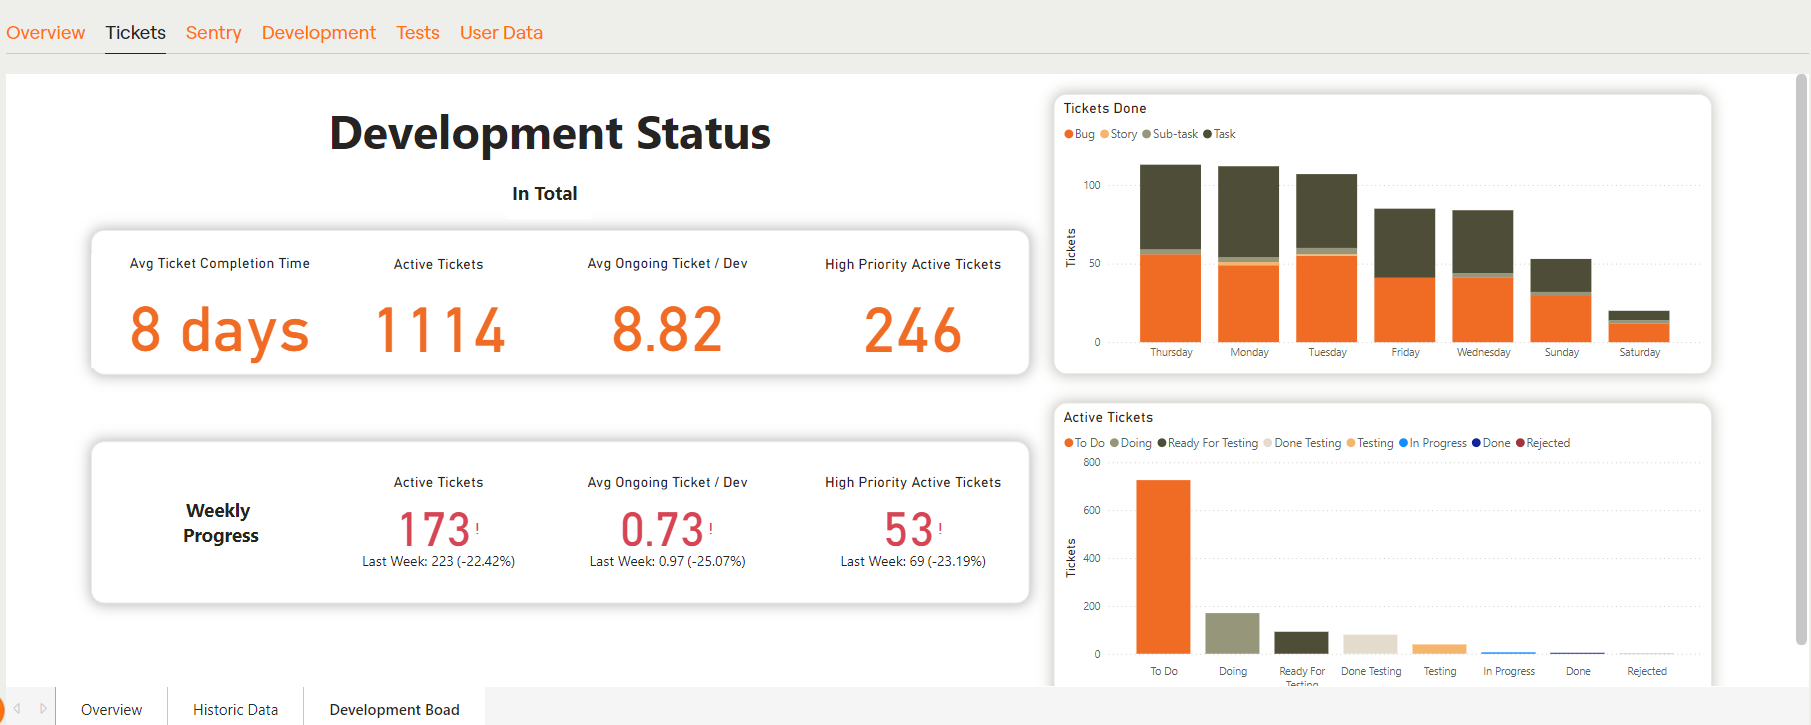 Overview Tickets Sentry Development Tests User Data
Development Status
In Total
Avg Ticket Completion Time
8 days
Active Tickets
1114
Avg Ongoing Ticket / Dev
8.82
High Priority Active Tickets
246
Weekly
Progress
Active Tickets
173!
Last Week: 223 (-22.42%)
Avg Ongoing Ticket / Dev
0.73!
Last Week: 0.97 (-25.07%)
High Priority Active Tickets
53!
Last Week: 69 (-23.19%)
Tickets Done
Bug Story Sub-task Task
Tickets
100
50
0
Thursday Monday Tuesday Friday Wednesday Sunday Saturday
Active Tickets
To Do Doing Ready For Testing Done Testing Testing In Progress Done Rejected
Tickets
800
600
400
200
0
To Do Doing Ready For Done Testing Testing In Progress Done Rejected
Testing
Overview Historic Data Development Boad